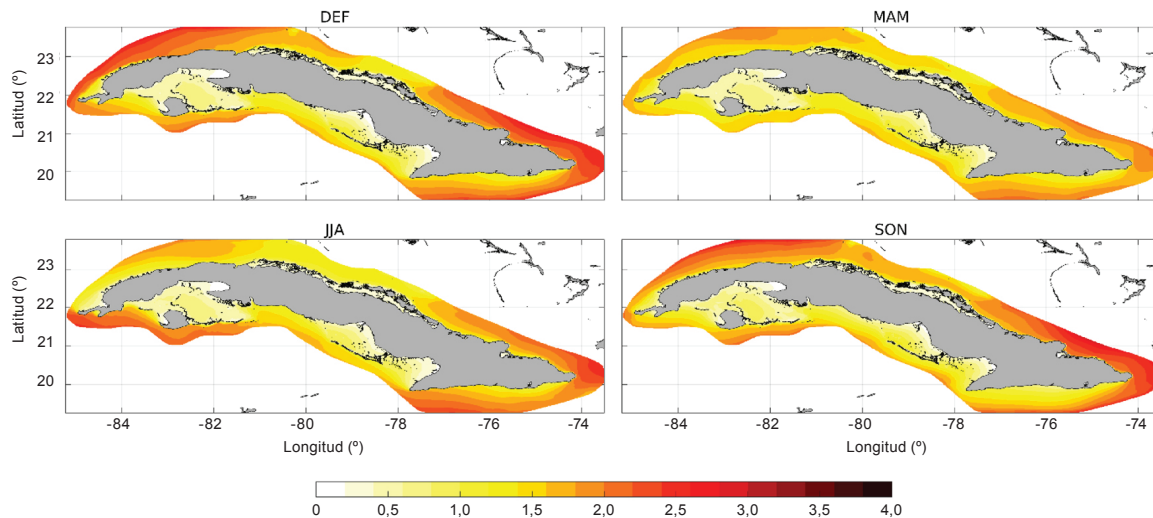 DEF
MAM
Latitud (º)
23
22
21
20
JJA
SON
Latitud (º)
23
22
21
20
-84 -82 -80 -78 -76 -74
-84 -82 -80 -78 -76 -74
Longitud (º)
Longitud (º)
0 0,5 1,0 1,5 2,0 2,5 3,0 3,5 4,0